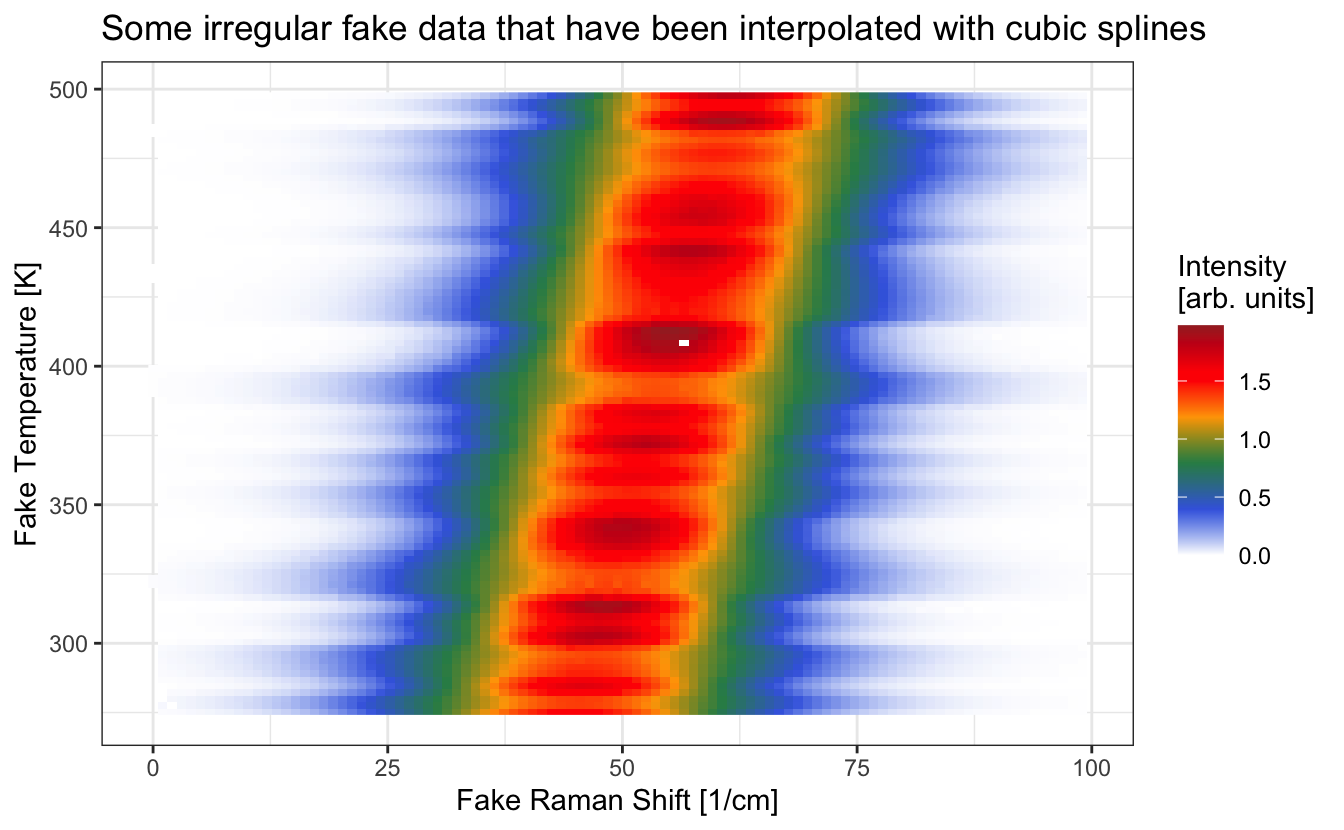 Some irregular fake data that have been interpolated with cubic splines
500
450
400
350
300
Fake Temperature [K]
0 25 50 75 100
Fake Raman Shift [1/cm]
Intensity
[arb. units]
1.5
1.0
0.5
0.0